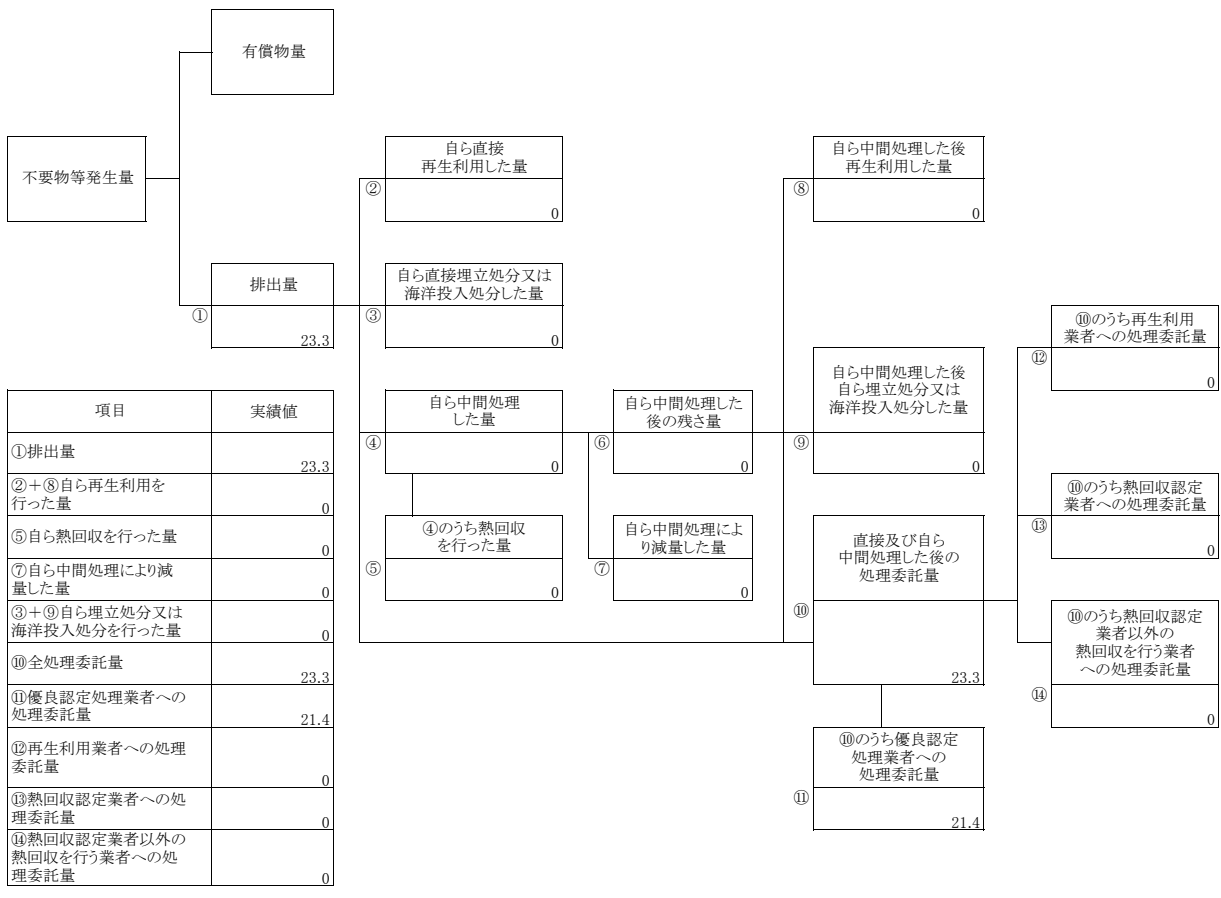 有償物量
不要物等発生量
①
排出量
23.3
②
自ら直接
再生利用した量
0
③
自ら直接埋立処分又は
海洋投入処分した量
0
④
自ら中間処理
した量
0
⑤
④のうち熱回収
を行った量
0
⑥
自ら中間処理した
後の残さ量
0
⑦
自ら中間処理によ
り減量した量
0
⑧
自ら中間処理した後
再生利用した量
0
⑨
自ら中間処理した後
自ら埋立処分又は
海洋投入処分した量
0
⑩
直接及び自ら
中間処理した後の
処理委託量
23.3
⑪
⑩のうち優良認定
処理業者への
処理委託量
21.4
⑫
⑩のうち再生利用
業者への処理委託量
0
⑬
⑩のうち熱回収認定
業者への処理委託量
0
⑭
⑩のうち熱回収認定
業者以外の
熱回収を行う業者
への処理委託量
0
項目 実績値
①排出量
23.3
②＋⑧自ら再生利用を
行った量
0
⑤自ら熱回収を行った量
0
⑦自ら中間処理により減
量した量
0
③＋⑨自ら埋立処分又は
海洋投入処分を行った量
0
⑩全処理委託量
23.3
⑪優良認定処理業者への
処理委託量
21.4
⑫再生利用業者への処理
委託量
0
⑬熱回収認定業者への処
理委託量
0
⑭熱回収認定業者以外の
熱回収を行う業者への処
理委託量
0